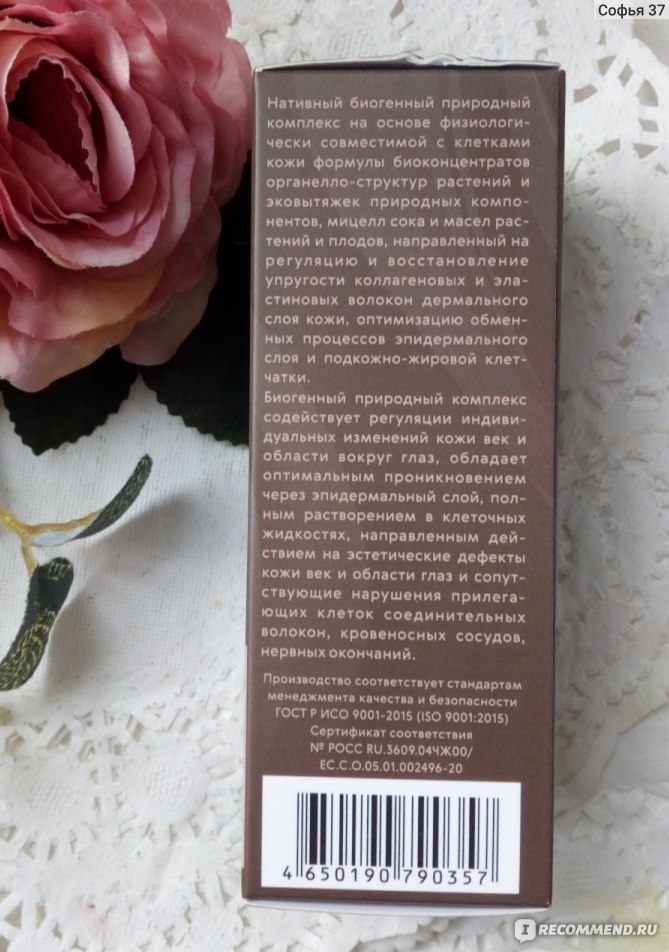 Софья 37
Нативный биогенный природный
комплекс на основе физиологи-
чески совместимой с клетками
кожи формулы биоконцентратов
органелло-структур растений и
эковытяжек природных компо-
нентов, мицелл сока и масел рас-
тений и плодов, направленный на
регуляцию и восстановление
упругости коллагеновых и эла-
стиновых волокон дермального
слоя кожи, оптимизацию обмен-
ных процессов эпидермального
слоя и подкожно-жировой клет-
чатки.
Биогенный природный комплекс
содействует регуляции индиви-
дуальных изменений кожи век и
области вокруг глаз, обладает
оптимальным проникновением
через эпидермальный слой, пол-
ным растворением в клеточных
жидкостях, направленным дей-
ствием на эстетические дефекты
кожи век и области глаз и сопут-
ствующие нарушения прилега-
ющих клеток соединительных
волокон, кровеносных сосудов,
нервных окончаний.
Производство соответствует стандартам
менеджмента качества и безопасности
ГОСТ Р ИСО 9001-2015 (ISO 9001:2015)
Сертификат соответствия
№ РОСС RU.3609.04ЧЖ00/
ЕС.С.О.05.01.002496-20
4 650190 790357
IRECOMMEND.RU